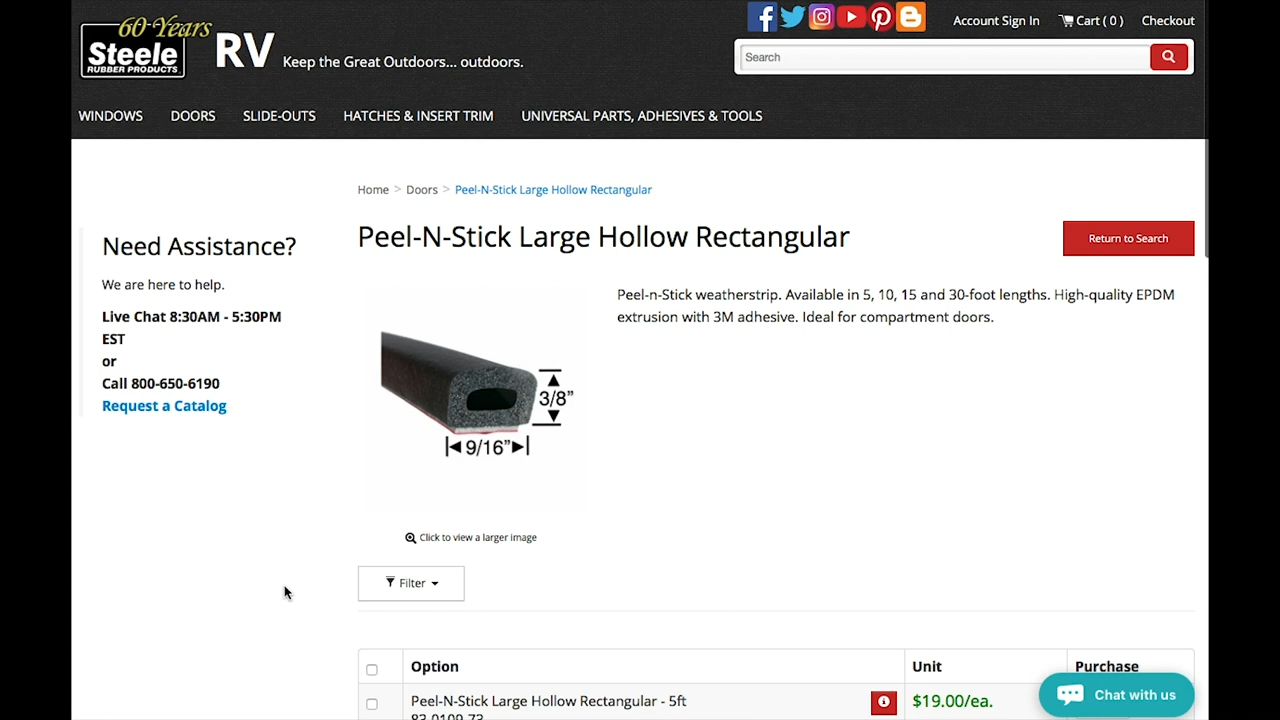 60 Years
Steele
RUBBER PRODUCTS
RV
Keep the Great Outdoors... outdoors.
Account Sign In
Cart ( 0 )
Checkout
Search
WINDOWS
DOORS
SLIDE-OUTS
HATCHES & INSERT TRIM
UNIVERSAL PARTS, ADHESIVES & TOOLS
Home > Doors > Peel-N-Stick Large Hollow Rectangular
Need Assistance?
We are here to help.
Live Chat 8:30AM - 5:30PM
EST
or
Call 800-650-6190
Request a Catalog
Peel-N-Stick Large Hollow Rectangular
Return to Search
Peel-n-Stick weatherstrip. Available in 5, 10, 15 and 30-foot lengths. High-quality EPDM
extrusion with 3M adhesive. Ideal for compartment doors.
3/8”
9/16”
Click to view a larger image
Filter
Option
Unit
Purchase
Peel-N-Stick Large Hollow Rectangular - 5ft
$19.00/ea.
83-0109-73
Chat with us